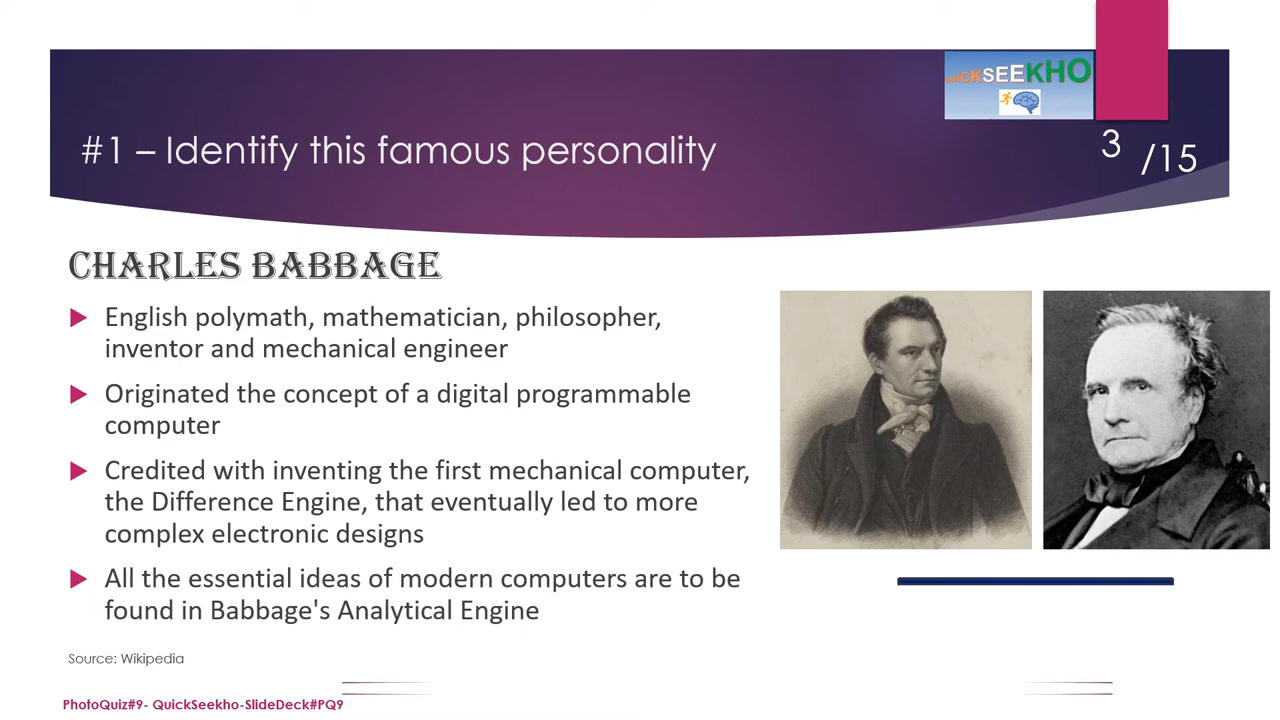 QUICKSEEKHO
#1 – Identify this famous personality
3 /15
CHARLES BABBAGE
English polymath, mathematician, philosopher,
inventor and mechanical engineer
Originated the concept of a digital programmable
computer
Credited with inventing the first mechanical computer,
the Difference Engine, that eventually led to more
complex electronic designs
All the essential ideas of modern computers are to be
found in Babbage's Analytical Engine
Source: Wikipedia
PhotoQuiz#9- QuickSeekho-SlideDeck#PQ9